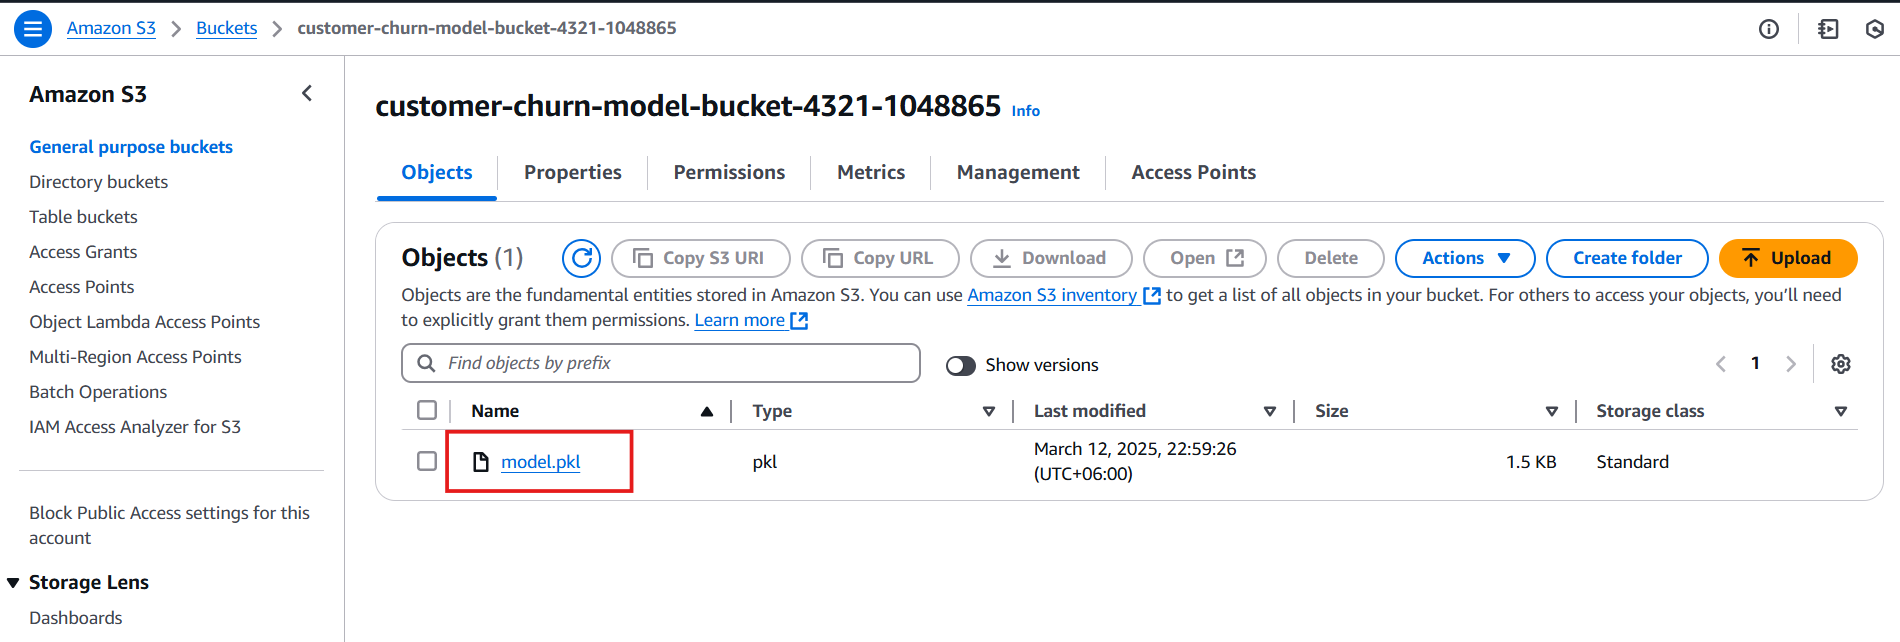 Amazon S3 > Buckets > customer-churn-model-bucket-4321-1048865
Amazon S3
General purpose buckets
Directory buckets
Table buckets
Access Grants
Access Points
Object Lambda Access Points
Multi-Region Access Points
Batch Operations
IAM Access Analyzer for S3
Block Public Access settings for this
account
Storage Lens
Dashboards
customer-churn-model-bucket-4321-1048865 Info
Objects Properties Permissions Metrics Management Access Points
Objects (1) Copy S3 URI Copy URL Download Open Delete Actions Create folder Upload
Objects are the fundamental entities stored in Amazon S3. You can use Amazon S3 inventory to get a list of all objects in your bucket. For others to access your objects, you’ll need
to explicitly grant them permissions. Learn more
Find objects by prefix Show versions 1
Name Type Last modified Size Storage class
model.pkl pkl March 12, 2025, 22:59:26 1.5 KB Standard
(UTC+06:00)